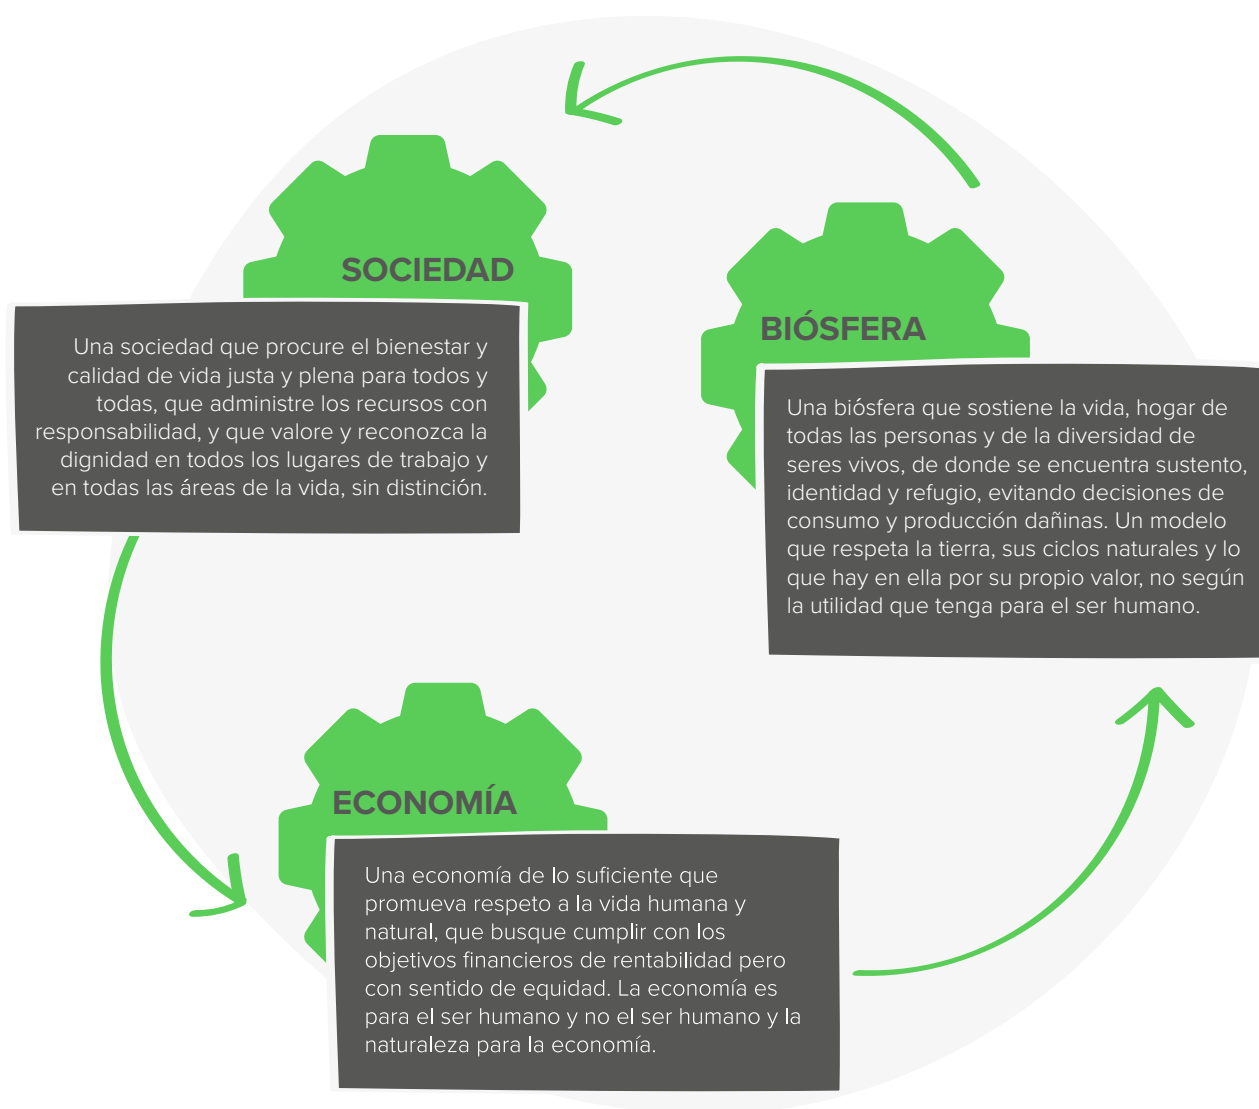 SOCIEDAD
Una sociedad que procure el bienestar y
calidad de vida justa y plena para todos y
todas, que administre los recursos con
responsabilidad, y que valore y reconozca la
dignidad en todos los lugares de trabajo y
en todas las áreas de la vida, sin distinción.
BIÓSFERA
Una biósfera que sostiene la vida, hogar de
todas las personas y de la diversidad de
seres vivos, de donde se encuentra sustento,
identidad y refugio, evitando decisiones de
consumo y producción dañinas. Un modelo
que respeta la tierra, sus ciclos naturales y lo
que hay en ella por su propio valor, no según
la utilidad que tenga para el ser humano.
ECONOMÍA
Una economía de lo suficiente que
promueva respeto a la vida humana y
natural, que busque cumplir con los
objetivos financieros de rentabilidad pero
con sentido de equidad. La economía es
para el ser humano y no el ser humano y la
naturaleza para la economía.